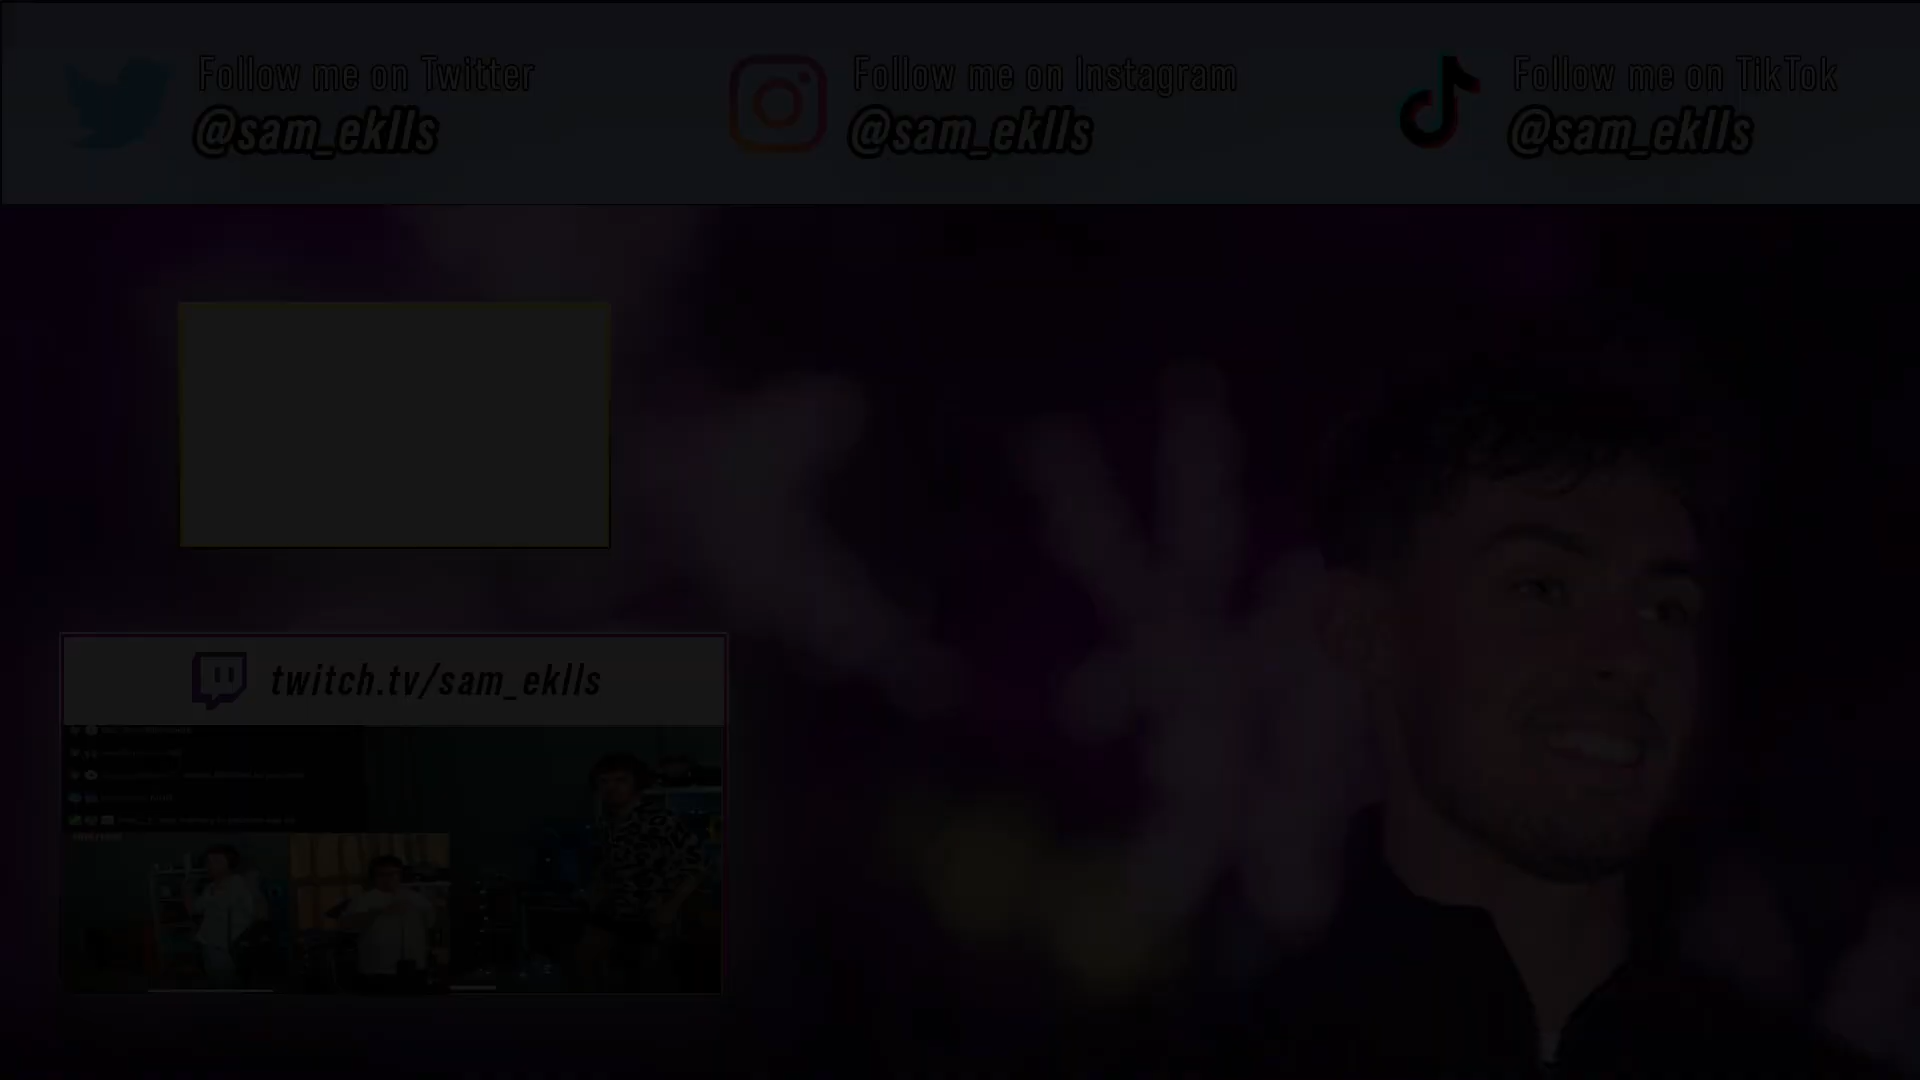 Follow me on Twitter
@sam_eklls
Follow me on Instagram
@sam_eklls
Follow me on TikTok
@sam_eklls
twitch.tv/sam_eklls